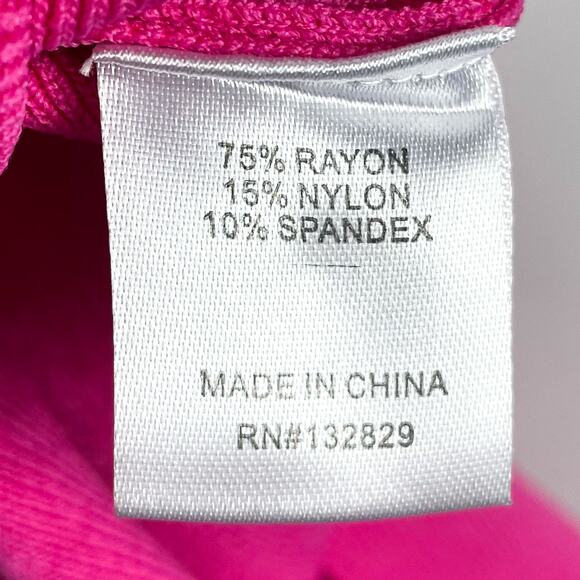 75% RAYON
15% NYLON
10% SPANDEX
MADE IN CHINA
RN#132829